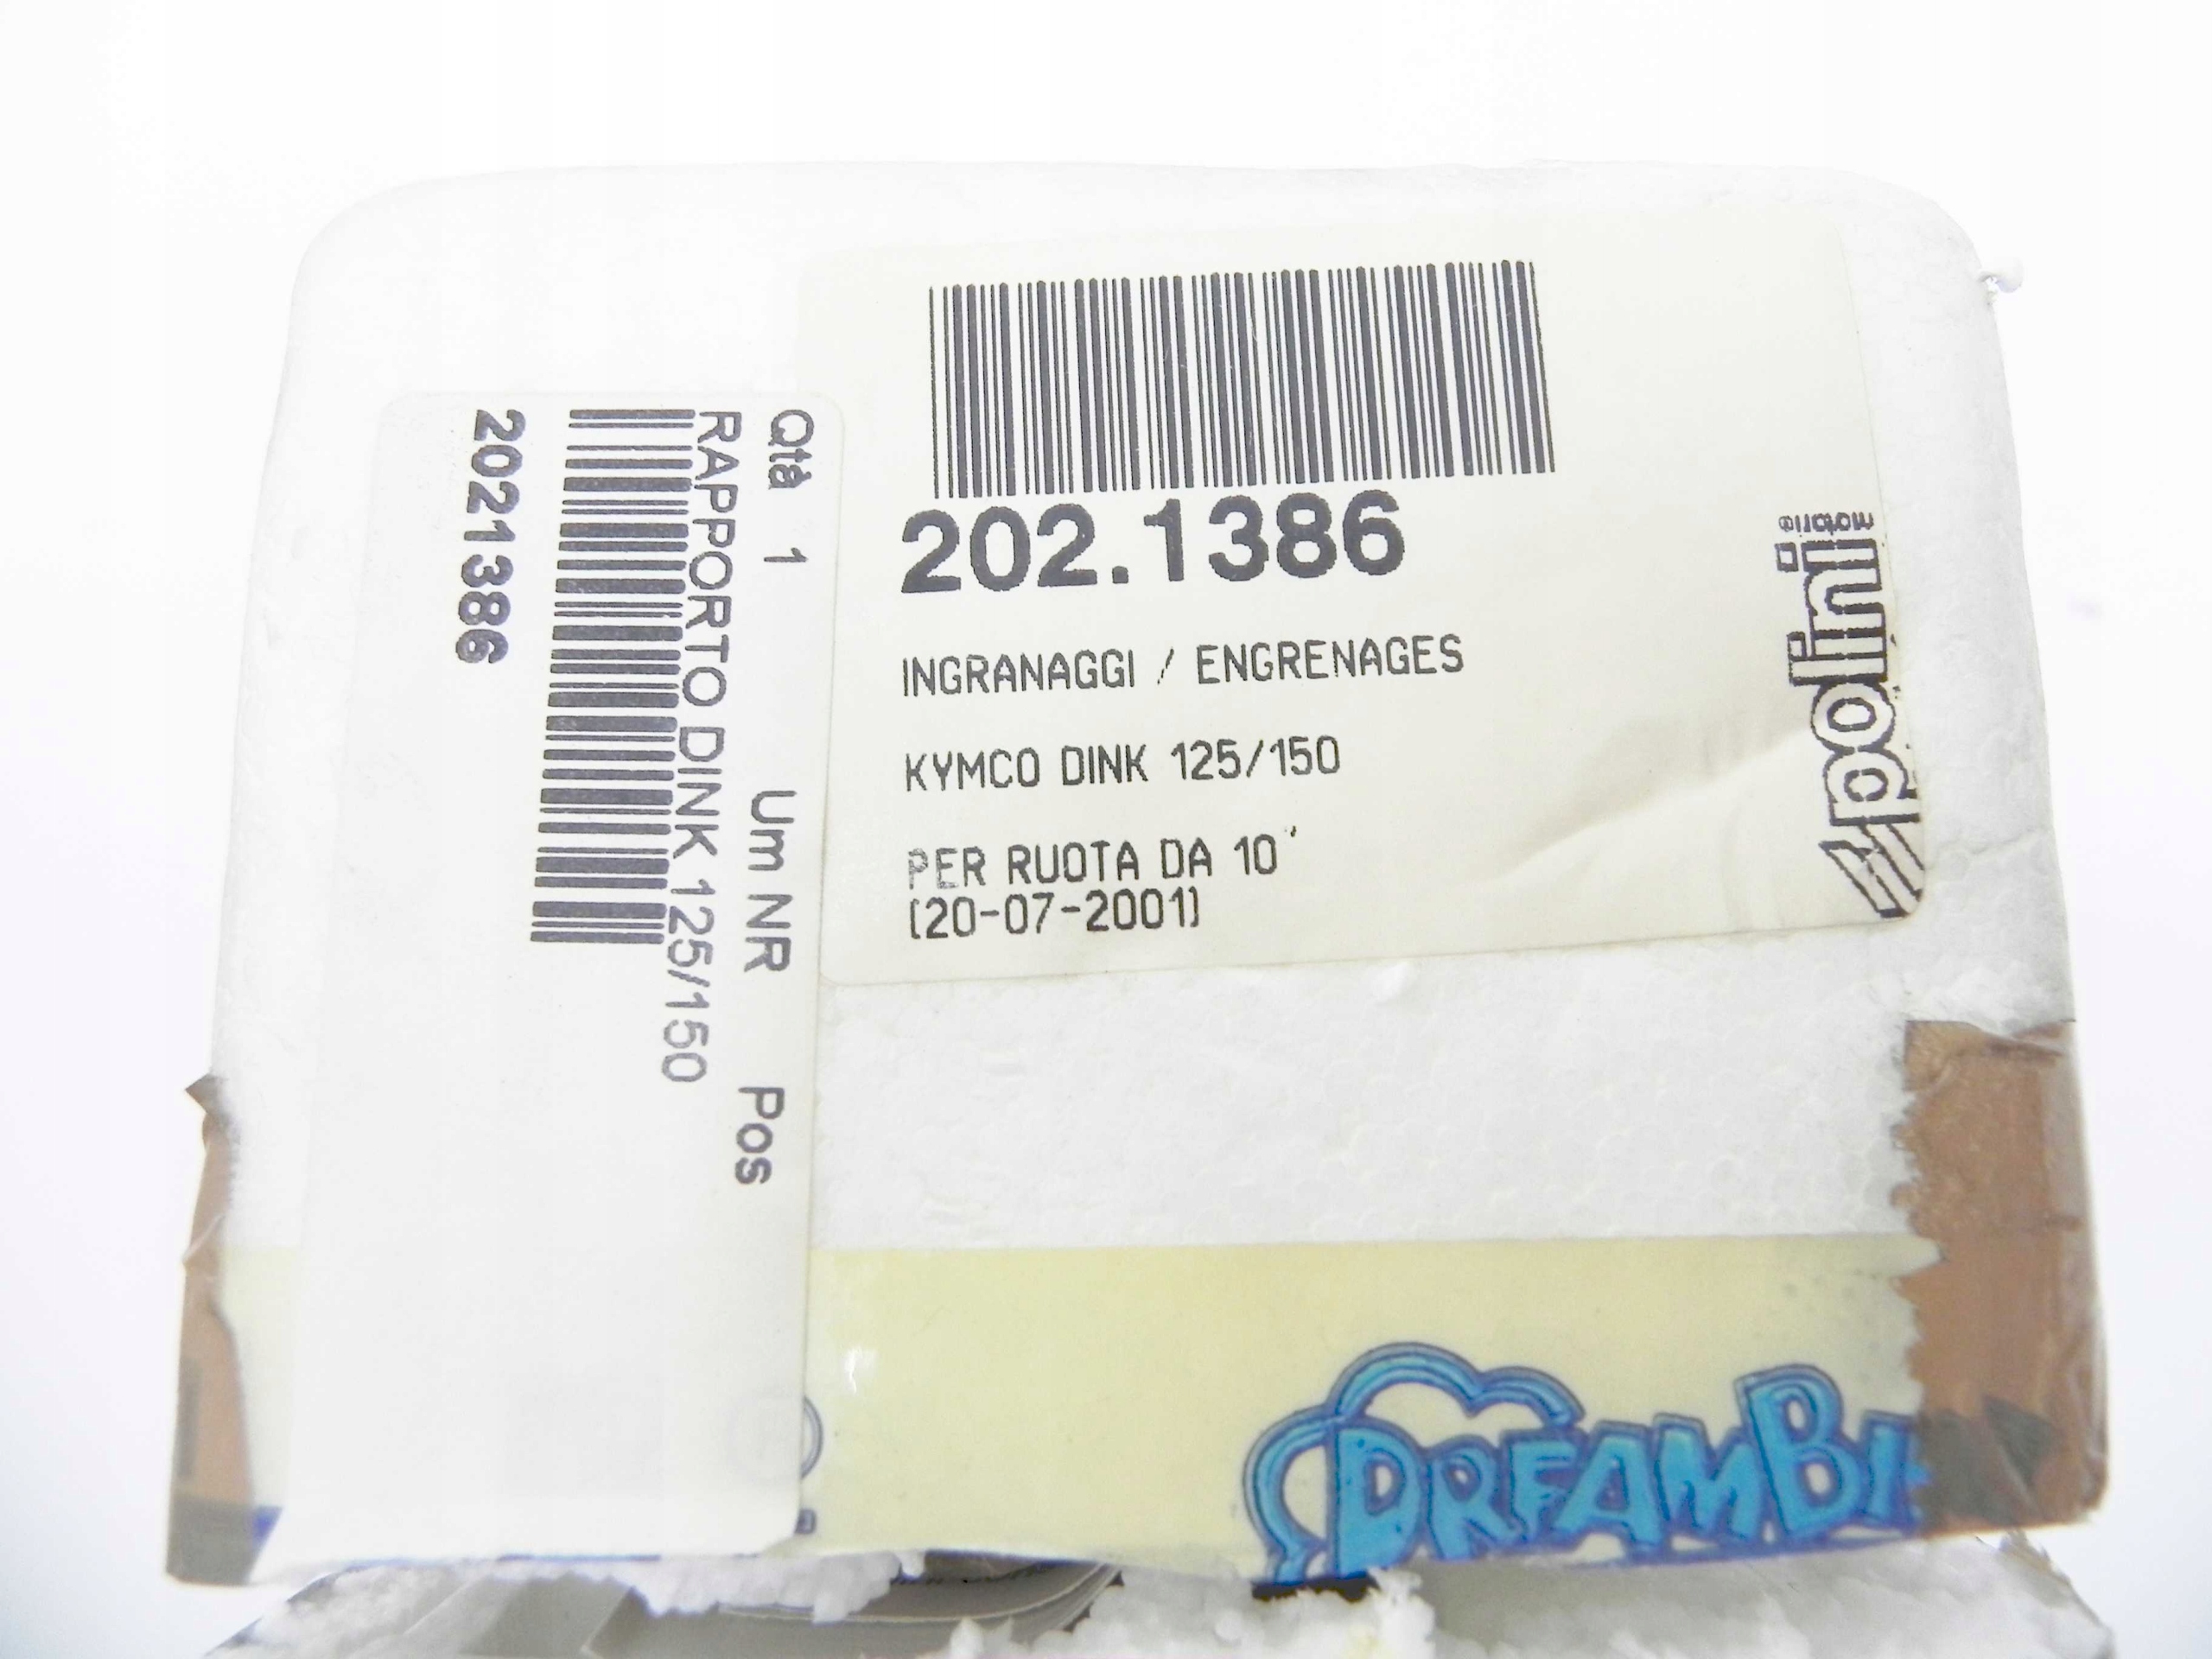 202.1386
INGRANAGGI / ENGRENAGES
KYMCO DINK 125/150
PER RUOTA DA 10"
(20-07-2001)
polini
motori
Qtà 1 Um NR Pos
RAPPORTO DINK 125/150
2021386
DREAMBI